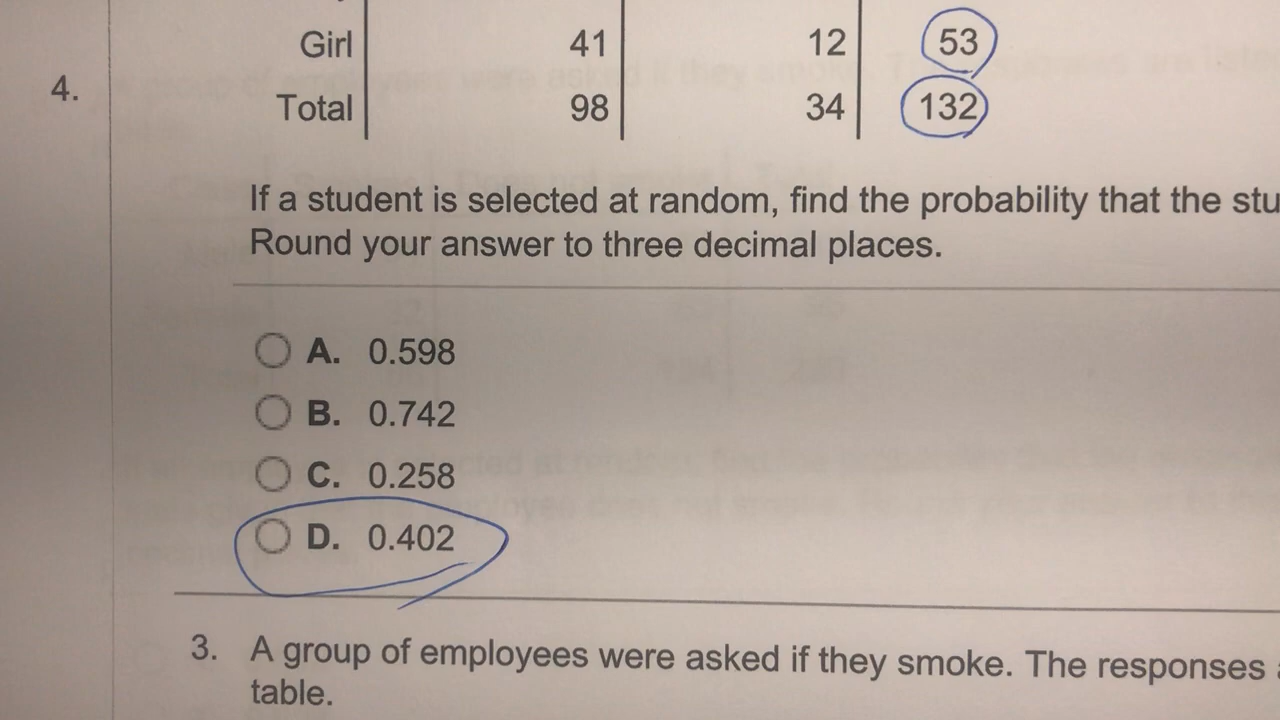 Girl 41 12 53
4.
Total 98 34 132
If a student is selected at random, find the probability that the stu
Round your answer to three decimal places.
A. 0.598
B. 0.742
C. 0.258
D. 0.402
3. A group of employees were asked if they smoke. The responses
table.